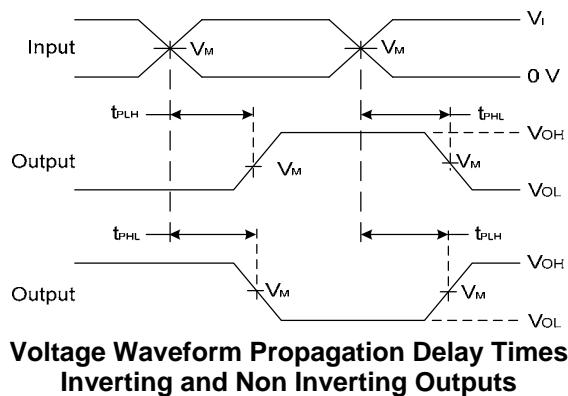 Vı
Input
VM
VM
0 V
tPLH
tPHL
VOH
Output
VM
VM
VOL
tPHL
tPLH
VOH
Output
VM
VM
VOL
Voltage Waveform Propagation Delay Times
Inverting and Non Inverting Outputs